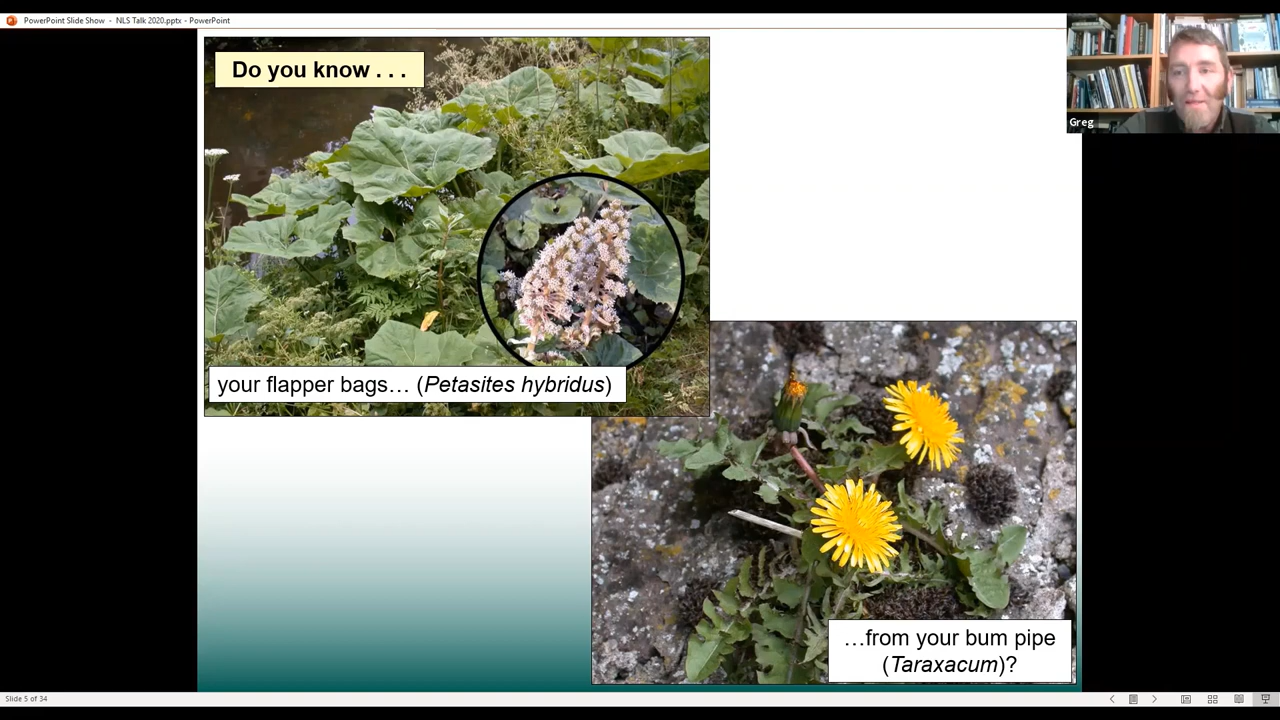 PowerPoint Slide Show - NLS Talk 2020.pptx - PowerPoint
Do you know . . .
Greg
your flapper bags… (Petasites hybridus)
…from your bum pipe
(Taraxacum)?
Slide 5 of 34